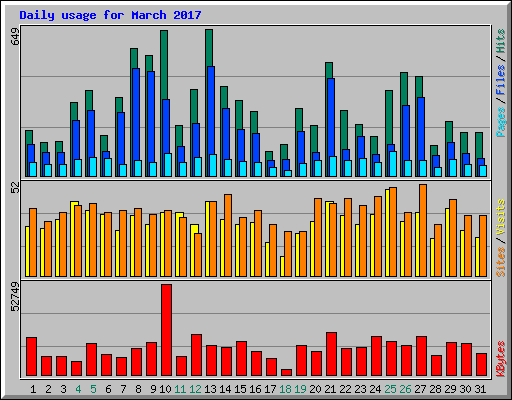 Daily usage for March 2017
649
Pages / Files / Hits
52
Sites / Visits
52749
KBytes
1 2 3 4 5 6 7 8 9 10 11 12 13 14 15 16 17 18 19 20 21 22 23 24 25 26 27 28 29 30 31